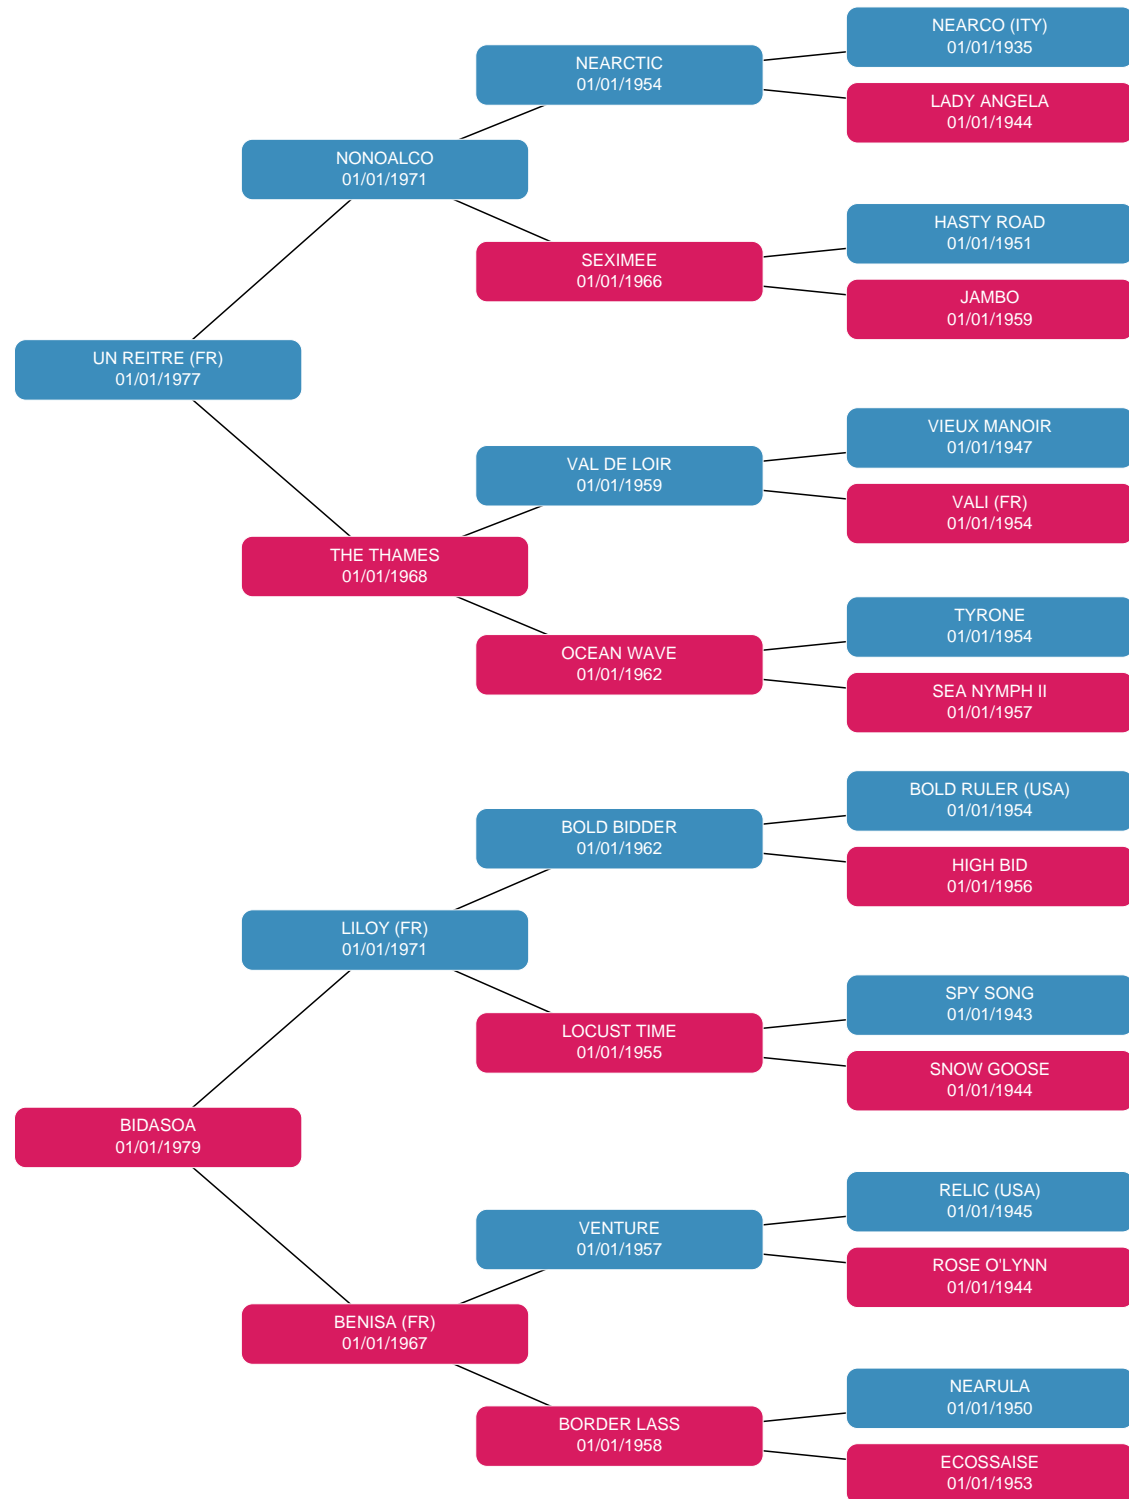 NEARCO (ITY)
01/01/1935
NEARCTIC
01/01/1954
LADY ANGELA
01/01/1944
NONOALCO
01/01/1971
HASTY ROAD
01/01/1951
SEXIMEE
01/01/1966
JAMBO
01/01/1959
UN REITRE (FR)
01/01/1977
VIEUX MANOIR
01/01/1947
VAL DE LOIR
01/01/1959
VALI (FR)
01/01/1954
THE THAMES
01/01/1968
TYRONE
01/01/1954
OCEAN WAVE
01/01/1962
SEA NYMPH II
01/01/1957
BOLD RULER (USA)
01/01/1954
BOLD BIDDER
01/01/1962
HIGH BID
01/01/1956
LILOY (FR)
01/01/1971
SPY SONG
01/01/1943
LOCUST TIME
01/01/1955
SNOW GOOSE
01/01/1944
BIDASOA
01/01/1979
RELIC (USA)
01/01/1945
VENTURE
01/01/1957
ROSE O'LYNN
01/01/1944
BENISA (FR)
01/01/1967
NEARULA
01/01/1950
BORDER LASS
01/01/1958
ECOSSAISE
01/01/1953